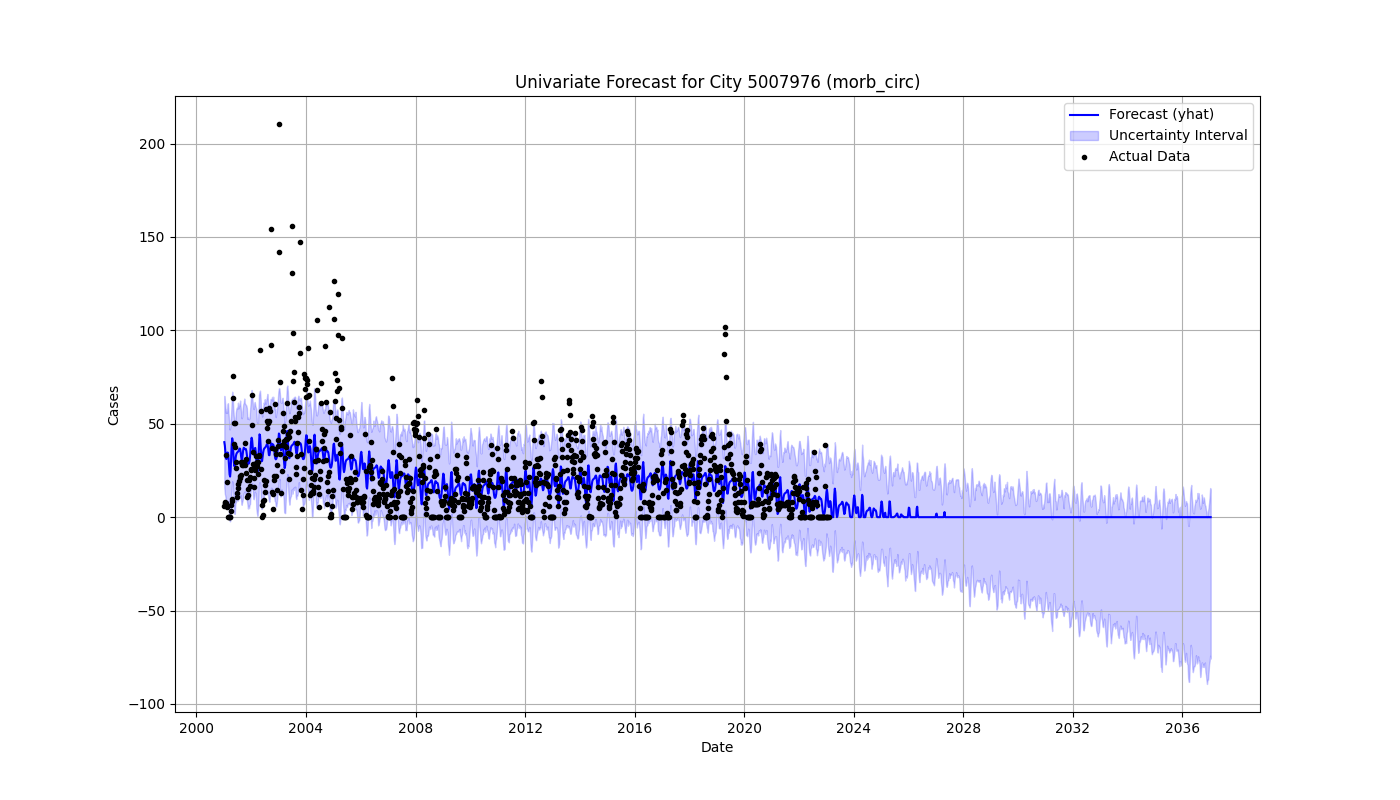 Univariate Forecast for City 5007976 (morb_circ)
Forecast (yhat)
Uncertainty Interval
Actual Data
200
150
100
50
0
−50
−100
Cases
2000 2004 2008 2012 2016 2020 2024 2028 2032 2036
Date